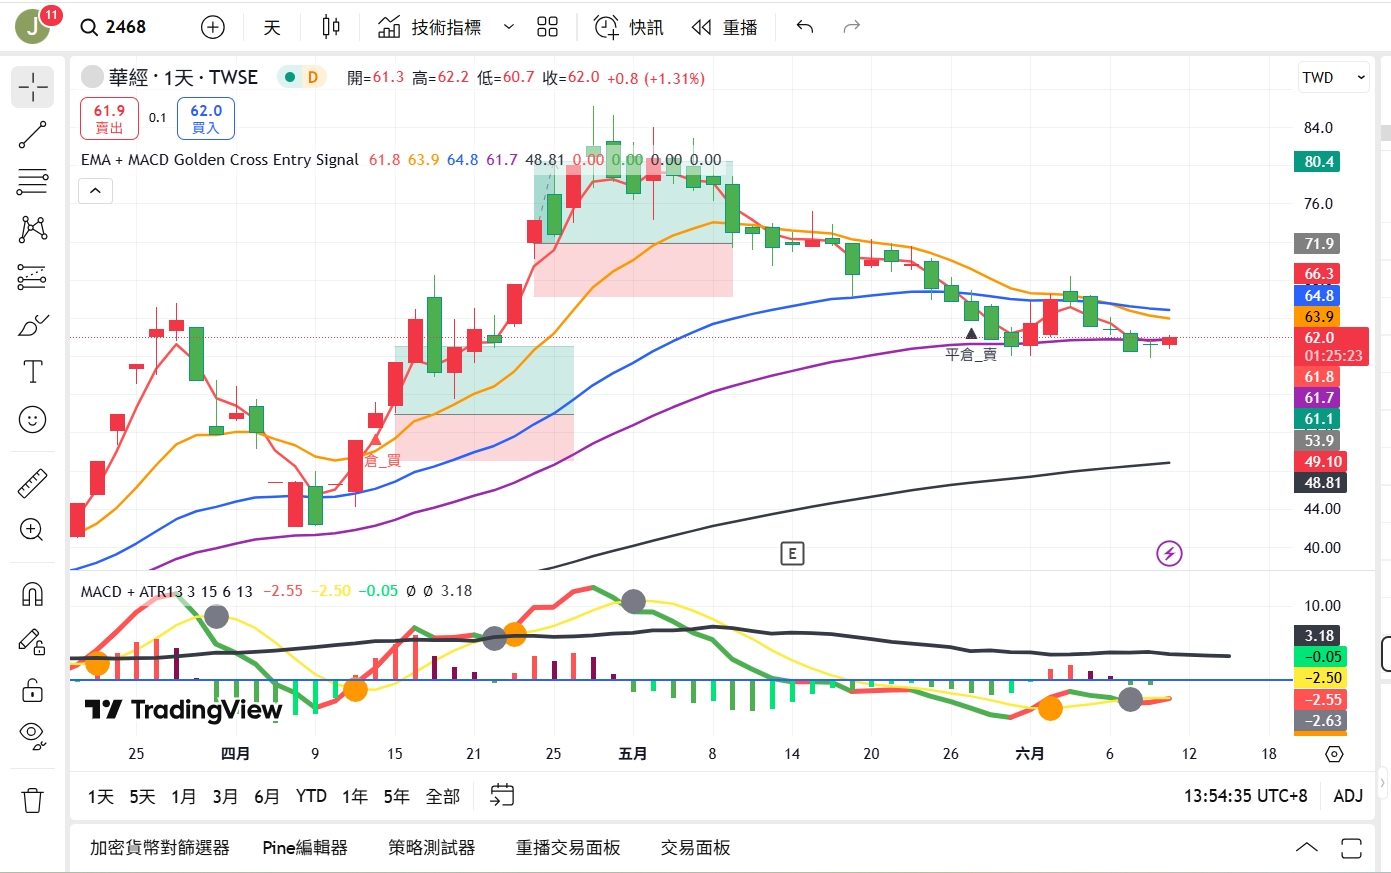 J 11 2468 天 技術指標 快訊 重播
華經 · 1天 · TWSE D 開=61.3 高=62.2 低=60.7 收=62.0 +0.8 (+1.31%) TWD
61.9 賣出 0.1 62.0 買入
EMA + MACD Golden Cross Entry Signal 61.8 63.9 64.8 61.7 48.81 0.00 0.00 0.00 0.00
84.0
80.4
76.0
71.9
66.3
64.8
63.9
62.0
01:25:23
61.8
61.7
61.1
53.9
49.10
48.81
44.00
40.00
平倉_賣
倉_買
E
MACD + ATR13 3 15 6 13 −2.55 −2.50 −0.05 Ø Ø 3.18
10.00
3.18
−0.05
−2.50
−2.55
−2.63
TradingView
25 四月 9 15 21 25 五月 8 14 20 26 六月 6 12 18
1天 5天 1月 3月 6月 YTD 1年 5年 全部 13:54:35 UTC+8 ADJ
加密貨幣對篩選器 Pine編輯器 策略測試器 重播交易面板 交易面板